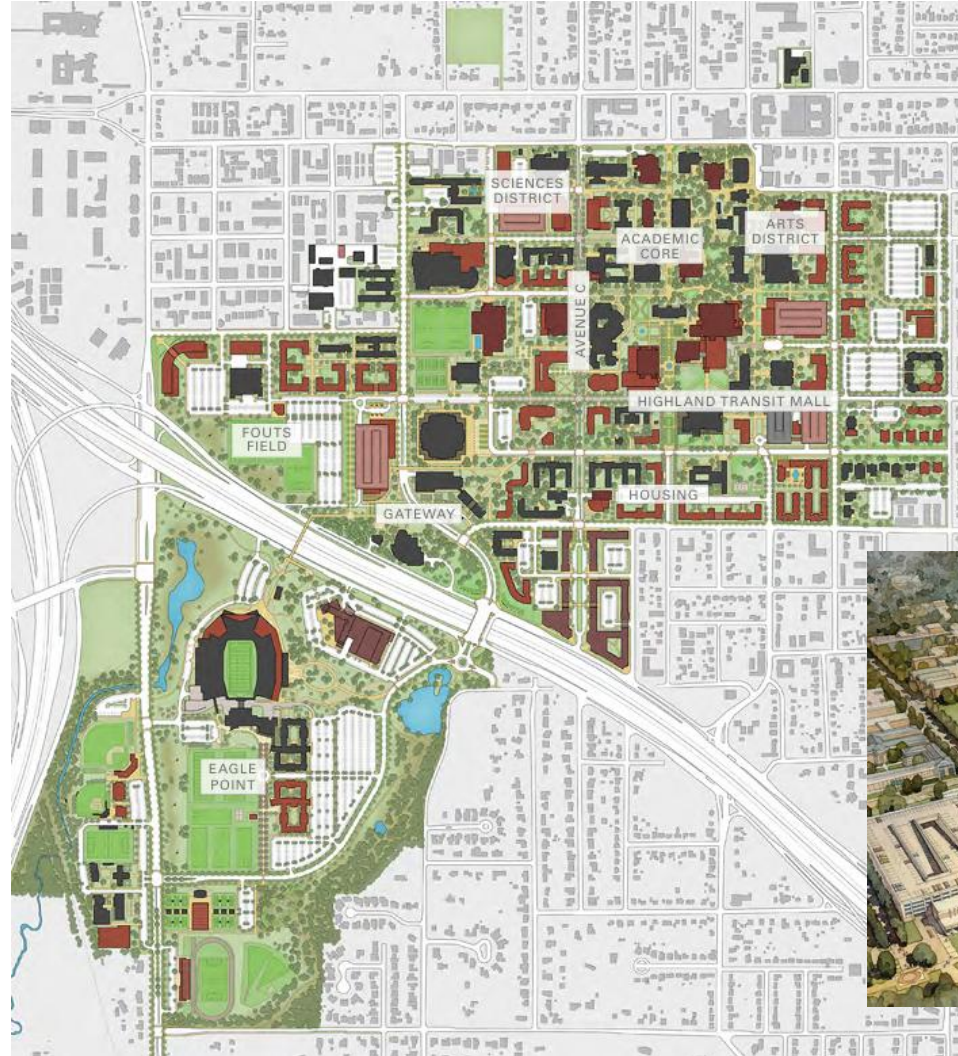 SCIENCES
DISTRICT
ARTS
DISTRICT
ACADEMIC
CORE
AVENUE C
HIGHLAND TRANSIT MALL
FOUTS
FIELD
HOUSING
GATEWAY
EAGLE
POINT